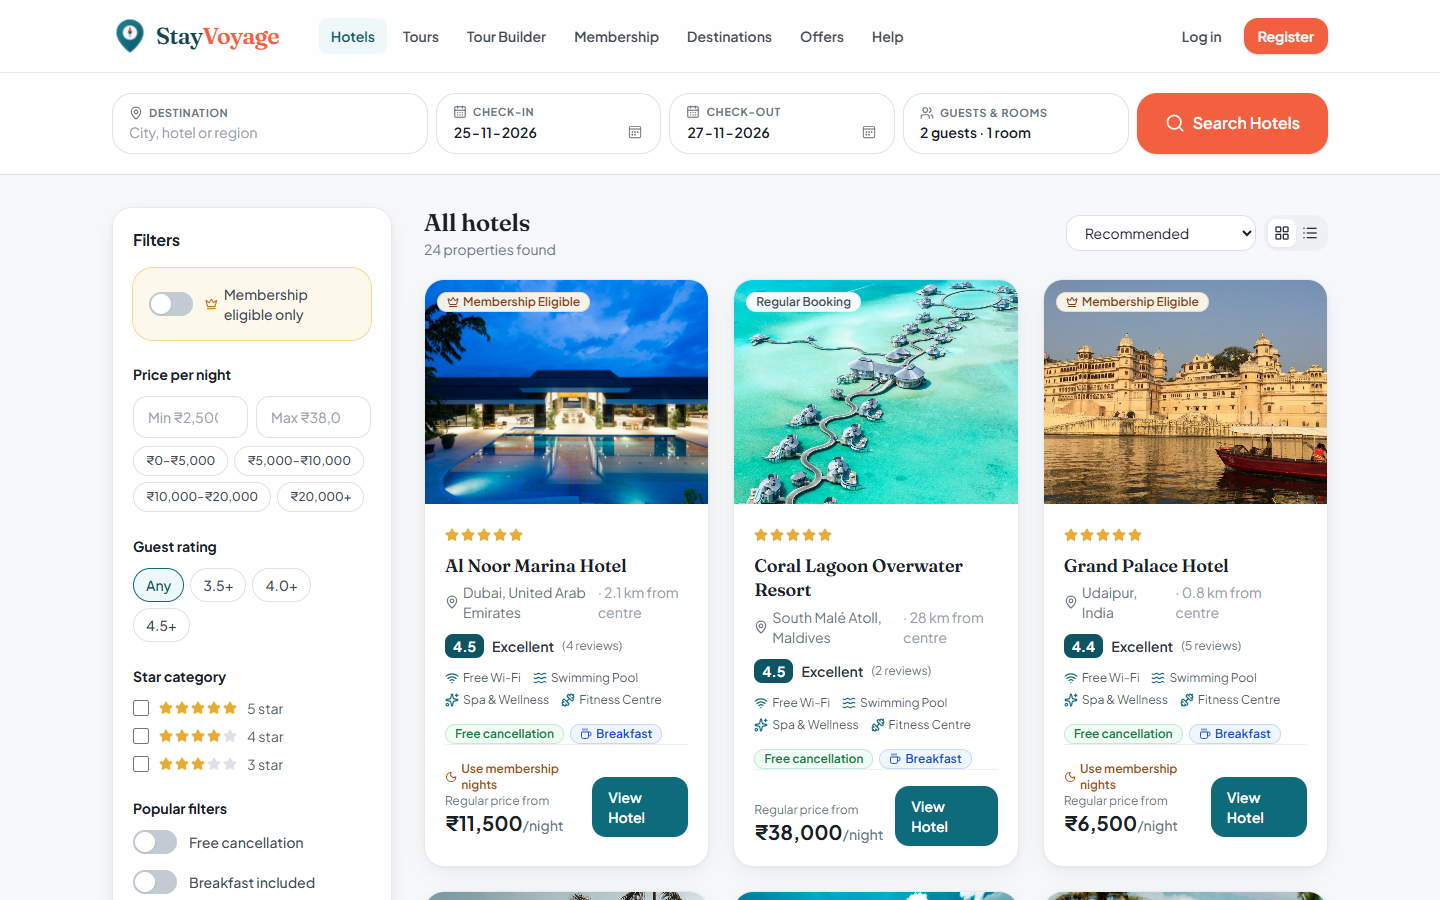 StayVoyage
Hotels
Tours
Tour Builder
Membership
Destinations
Offers
Help
Log in
Register
DESTINATION
City, hotel or region
CHECK-IN
25-11-2026
CHECK-OUT
27-11-2026
GUESTS & ROOMS
2 guests · 1 room
Search Hotels
Filters
Membership
eligible only
Price per night
Min ₹2,500
Max ₹38,0
₹0–₹5,000
₹5,000–₹10,000
₹10,000–₹20,000
₹20,000+
Guest rating
Any
3.5+
4.0+
4.5+
Star category
5 star
4 star
3 star
Popular filters
Free cancellation
Breakfast included
All hotels
24 properties found
Recommended
Membership Eligible
Al Noor Marina Hotel
Dubai, United Arab
Emirates
· 2.1 km from
centre
4.5 Excellent (4 reviews)
Free Wi-Fi Swimming Pool
Spa & Wellness Fitness Centre
Free cancellation Breakfast
Use membership
nights
Regular price from
₹11,500/night
View
Hotel
Regular Booking
Coral Lagoon Overwater
Resort
South Malé Atoll,
Maldives
· 28 km from
centre
4.5 Excellent (2 reviews)
Free Wi-Fi Swimming Pool
Spa & Wellness Fitness Centre
Free cancellation Breakfast
Regular price from
₹38,000/night
View
Hotel
Membership Eligible
Grand Palace Hotel
Udaipur,
India
· 0.8 km from
centre
4.4 Excellent (5 reviews)
Free Wi-Fi Swimming Pool
Spa & Wellness Fitness Centre
Free cancellation Breakfast
Use membership
nights
Regular price from
₹6,500/night
View
Hotel